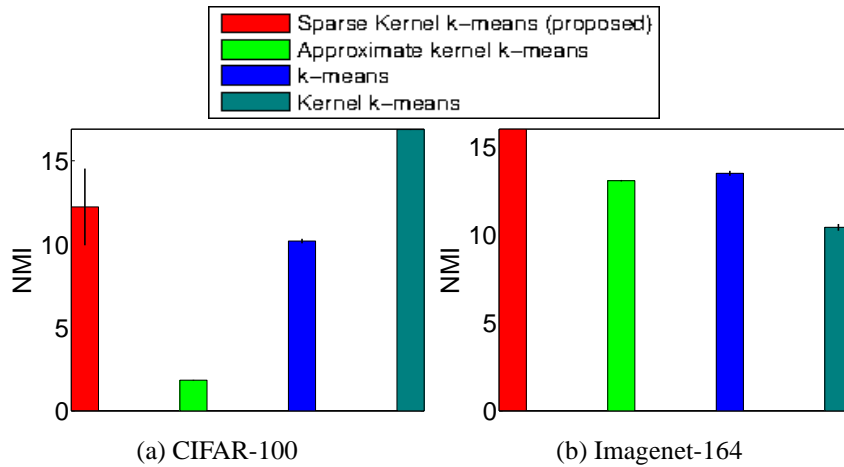 Sparse Kernel k-means (proposed)
Approximate kernel k-means
k-means
Kernel k-means
15
10
5
0
NMI
(a) CIFAR-100
15
10
5
0
NMI
(b) Imagenet-164